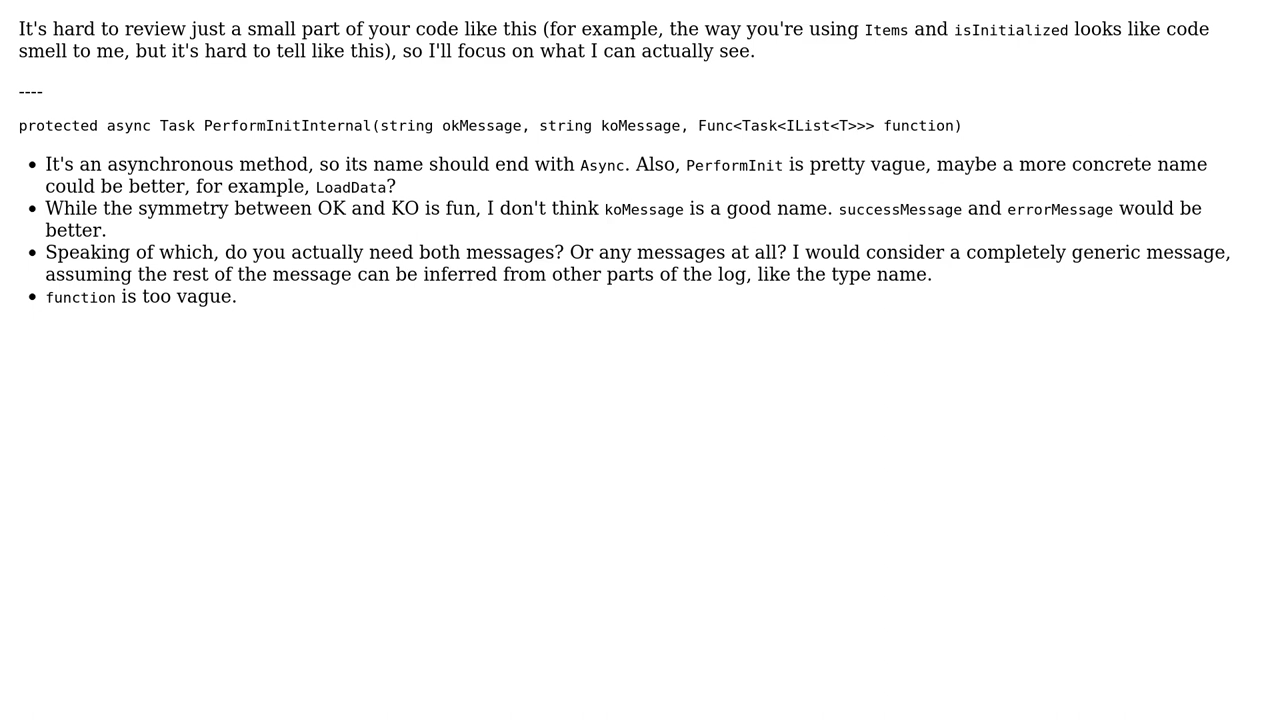 It's hard to review just a small part of your code like this (for example, the way you're using Items and isInitialized looks like code
smell to me, but it's hard to tell like this), so I'll focus on what I can actually see.
----
protected async Task PerformInitInternal(string okMessage, string koMessage, Func<Task<IList<T>>> function)
• It's an asynchronous method, so its name should end with Async. Also, PerformInit is pretty vague, maybe a more concrete name
could be better, for example, LoadData?
• While the symmetry between OK and KO is fun, I don't think koMessage is a good name. successMessage and errorMessage would be
better.
• Speaking of which, do you actually need both messages? Or any messages at all? I would consider a completely generic message,
assuming the rest of the message can be inferred from other parts of the log, like the type name.
• function is too vague.